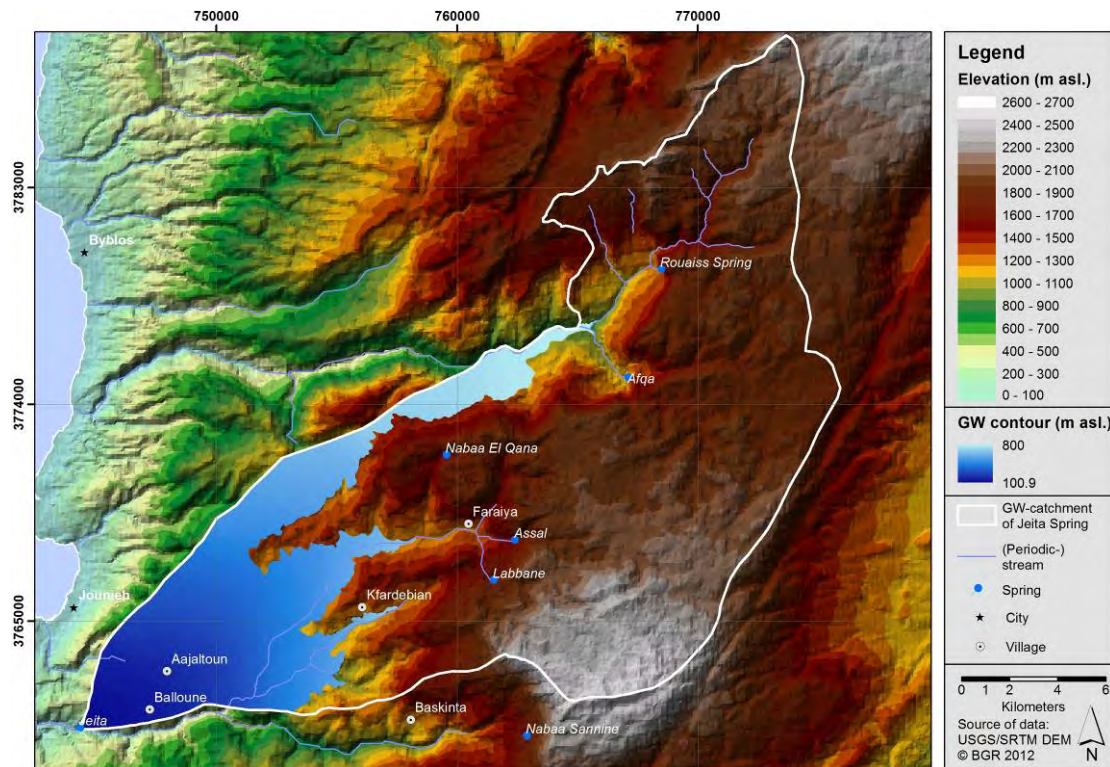 750000
760000
770000
3783000
3774000
3765000
Byblos
Rouaiss Spring
Afqa
Nabaa El Qana
Faraiya
Assal
Labbane
Kfardebian
Jounieh
Aajaltoun
Balloune
Jeita
Baskinta
Nabaa Sannine
Legend
Elevation (m asl.)
2600 - 2700
2400 - 2500
2200 - 2300
2000 - 2100
1800 - 1900
1600 - 1700
1400 - 1500
1200 - 1300
1000 - 1100
800 - 900
600 - 700
400 - 500
200 - 300
0 - 100
GW contour (m asl.)
800
100.9
GW-catchment
of Jeita Spring
(Periodic-)
stream
Spring
City
Village
0 1 2 4 6
Kilometers
Source of data:
USGS/SRTM DEM
© BGR 2012
N